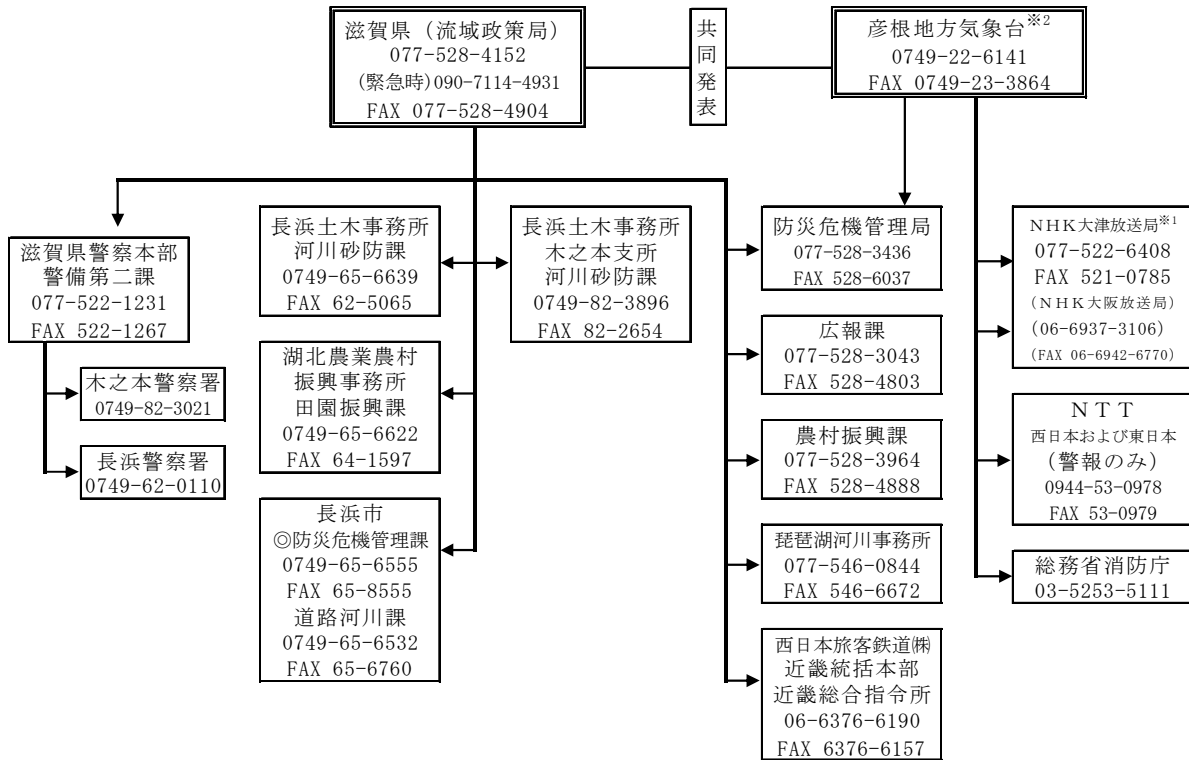 滋賀県（流域政策局）
077-528-4152
(緊急時)090-7114-4931
FAX 077-528-4904
共同発表
彦根地方気象台※2
0749-22-6141
FAX 0749-23-3864
滋賀県警察本部
警備第二課
077-522-1231
FAX 522-1267
木之本警察署
0749-82-3021
長浜警察署
0749-62-0110
長浜土木事務所
河川砂防課
0749-65-6639
FAX 62-5065
長浜土木事務所
木之本支所
河川砂防課
0749-82-3896
FAX 82-2654
湖北農業農村
振興事務所
田園振興課
0749-65-6622
FAX 64-1597
長浜市
◎防災危機管理課
0749-65-6555
FAX 65-8555
道路河川課
0749-65-6532
FAX 65-6760
防災危機管理局
077-528-3436
FAX 528-6037
広報課
077-528-3043
FAX 528-4803
農村振興課
077-528-3964
FAX 528-4888
琵琶湖河川事務所
077-546-0844
FAX 546-6672
西日本旅客鉄道㈱
近畿統括本部
近畿総合指令所
06-6376-6190
FAX 6376-6157
NHK大津放送局※1
077-522-6408
FAX 521-0785
(ＮＨＫ大阪放送局)
(06-6937-3106)
(FAX 06-6942-6770)
ＮＴＴ
西日本および東日本
(警報のみ)
0944-53-0978
FAX 53-0979
総務省消防庁
03-5253-5111